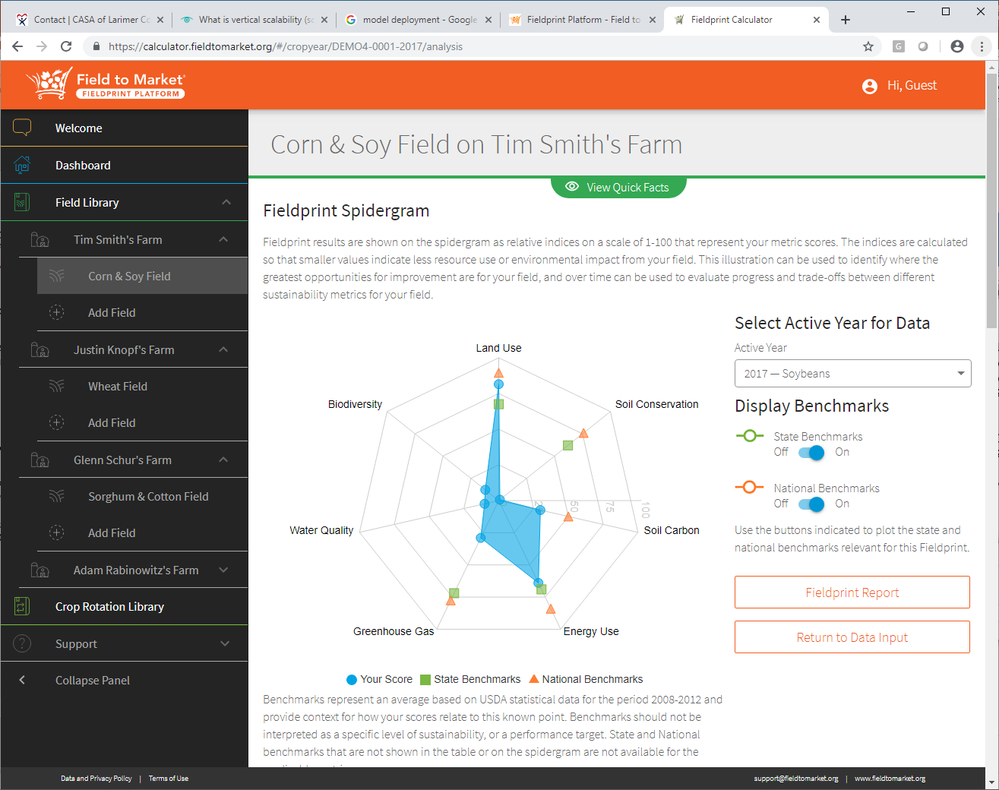 Contact | CASA of Larimer Co
What is vertical scalability (sc
model deployment - Google
Fieldprint Platform - Field to
Fieldprint Calculator
https://calculator.fieldtomarket.org/#/cropyear/DEMO4-0001-2017/analysis
Field to Market
FIELDPRINT PLATFORM
Hi, Guest
Welcome
Dashboard
Field Library
Tim Smith's Farm
Corn & Soy Field
Add Field
Justin Knopf's Farm
Wheat Field
Add Field
Glenn Schur's Farm
Sorghum & Cotton Field
Add Field
Adam Rabinowitz's Farm
Crop Rotation Library
Support
Collapse Panel
Corn & Soy Field on Tim Smith's Farm
View Quick Facts
Fieldprint Spidergram
Fieldprint results are shown on the spidergram as relative indices on a scale of 1-100 that represent your metric scores. The indices are calculated
so that smaller values indicate less resource use or environmental impact from your field. This illustration can be used to identify where the
greatest opportunities for improvement are for your field, and over time can be used to evaluate progress and trade-offs between different
sustainability metrics for your field.
Land Use
Biodiversity
Soil Conservation
50
75
100
Water Quality
Soil Carbon
Greenhouse Gas
Energy Use
Your Score
State Benchmarks
National Benchmarks
Benchmarks represent an average based on USDA statistical data for the period 2008-2012 and
provide context for how your scores relate to this known point. Benchmarks should not be
interpreted as a specific level of sustainability, or a performance target. State and National
benchmarks that are not shown in the table or on the spidergram are not available for the
Select Active Year for Data
Active Year
2017 — Soybeans
Display Benchmarks
State Benchmarks
Off On
National Benchmarks
Off On
Use the buttons indicated to plot the state and
national benchmarks relevant for this Fieldprint.
Fieldprint Report
Return to Data Input
Data and Privacy Policy | Terms of Use
support@fieldtomarket.org | www.fieldtomarket.org